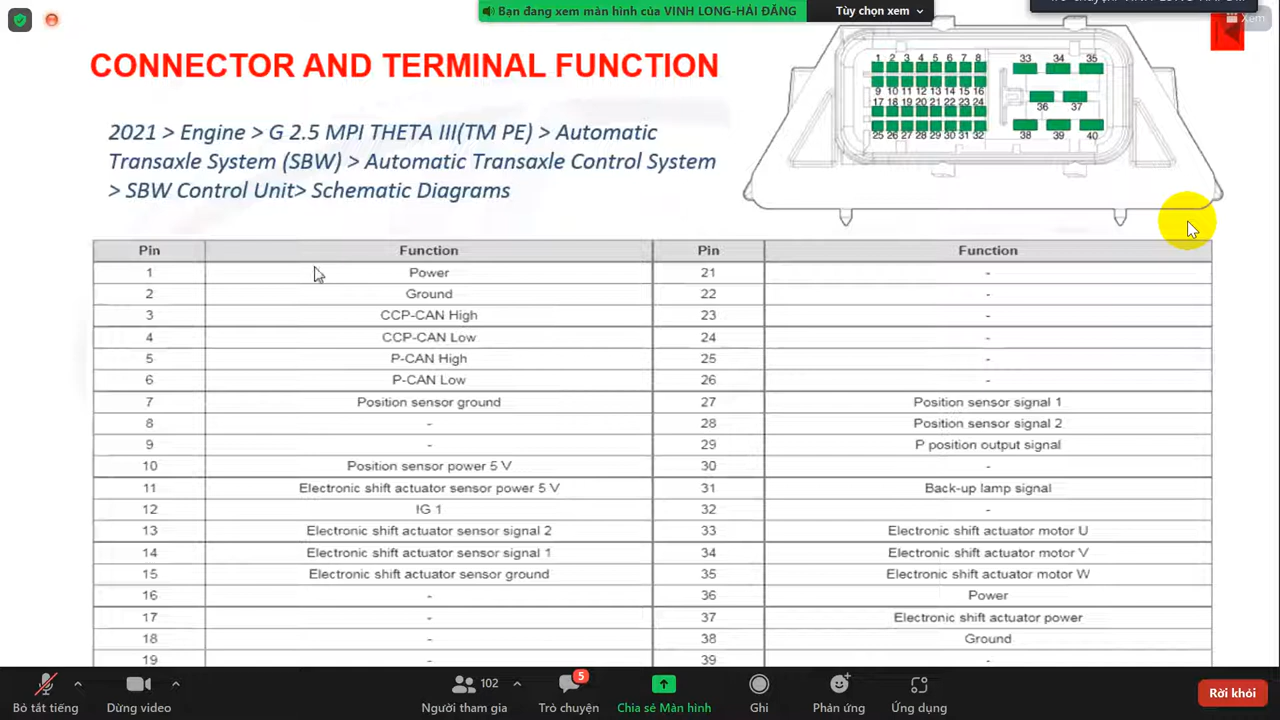 Bạn đang xem màn hình của VINH LONG-HẢI ĐĂNG
Tùy chọn xem
Xem
CONNECTOR AND TERMINAL FUNCTION
2021 > Engine > G 2.5 MPI THETA III(TM PE) > Automatic
Transaxle System (SBW) > Automatic Transaxle Control System
> SBW Control Unit> Schematic Diagrams
1 2 3 4 5 6 7 8
9 10 11 12 13 14 15 16
17 18 19 20 21 22 23 24
25 26 27 28 29 30 31 32
33 34 35
36 37
38 39 40
Pin Function Pin Function
1 Power 21 -
2 Ground 22 -
3 CCP-CAN High 23 -
4 CCP-CAN Low 24 -
5 P-CAN High 25 -
6 P-CAN Low 26 -
7 Position sensor ground 27 Position sensor signal 1
8 - 28 Position sensor signal 2
9 - 29 P position output signal
10 Position sensor power 5 V 30 -
11 Electronic shift actuator sensor power 5 V 31 Back-up lamp signal
12 IG 1 32 -
13 Electronic shift actuator sensor signal 2 33 Electronic shift actuator motor U
14 Electronic shift actuator sensor signal 1 34 Electronic shift actuator motor V
15 Electronic shift actuator sensor ground 35 Electronic shift actuator motor W
16 - 36 Power
17 - 37 Electronic shift actuator power
18 - 38 Ground
19 - 39 -
5
102
Bỏ tắt tiếng
Dừng video
Người tham gia
Trò chuyện
Chia sẻ Màn hình
Ghi
Phản ứng
Ứng dụng
Rời khỏi